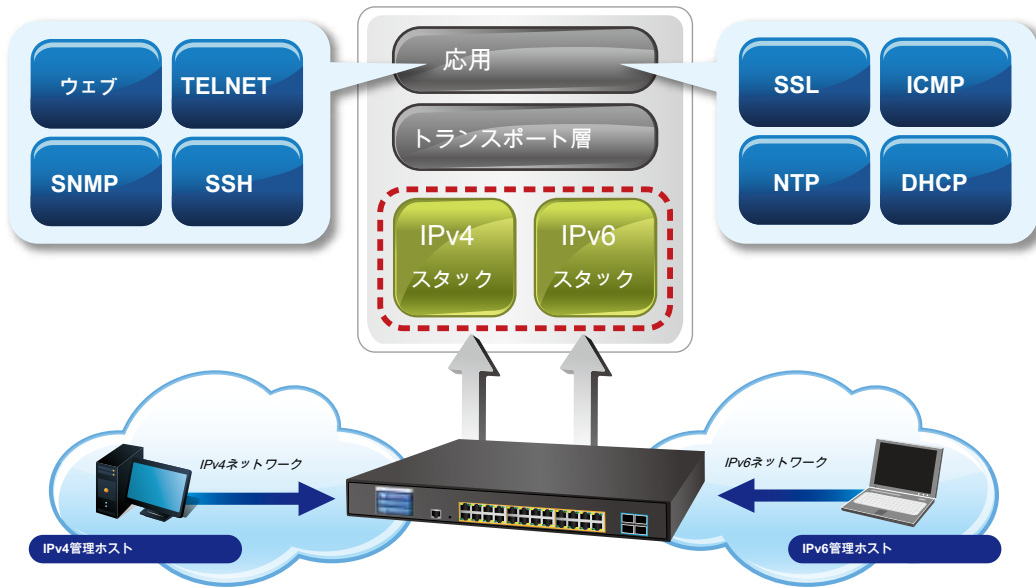 ウェブ
TELNET
SNMP
SSH
応用
トランスポート層
IPv4
スタック
IPv6
スタック
SSL
ICMP
NTP
DHCP
IPv4ネットワーク
IPv6ネットワーク
IPv4管理ホスト
IPv6管理ホスト